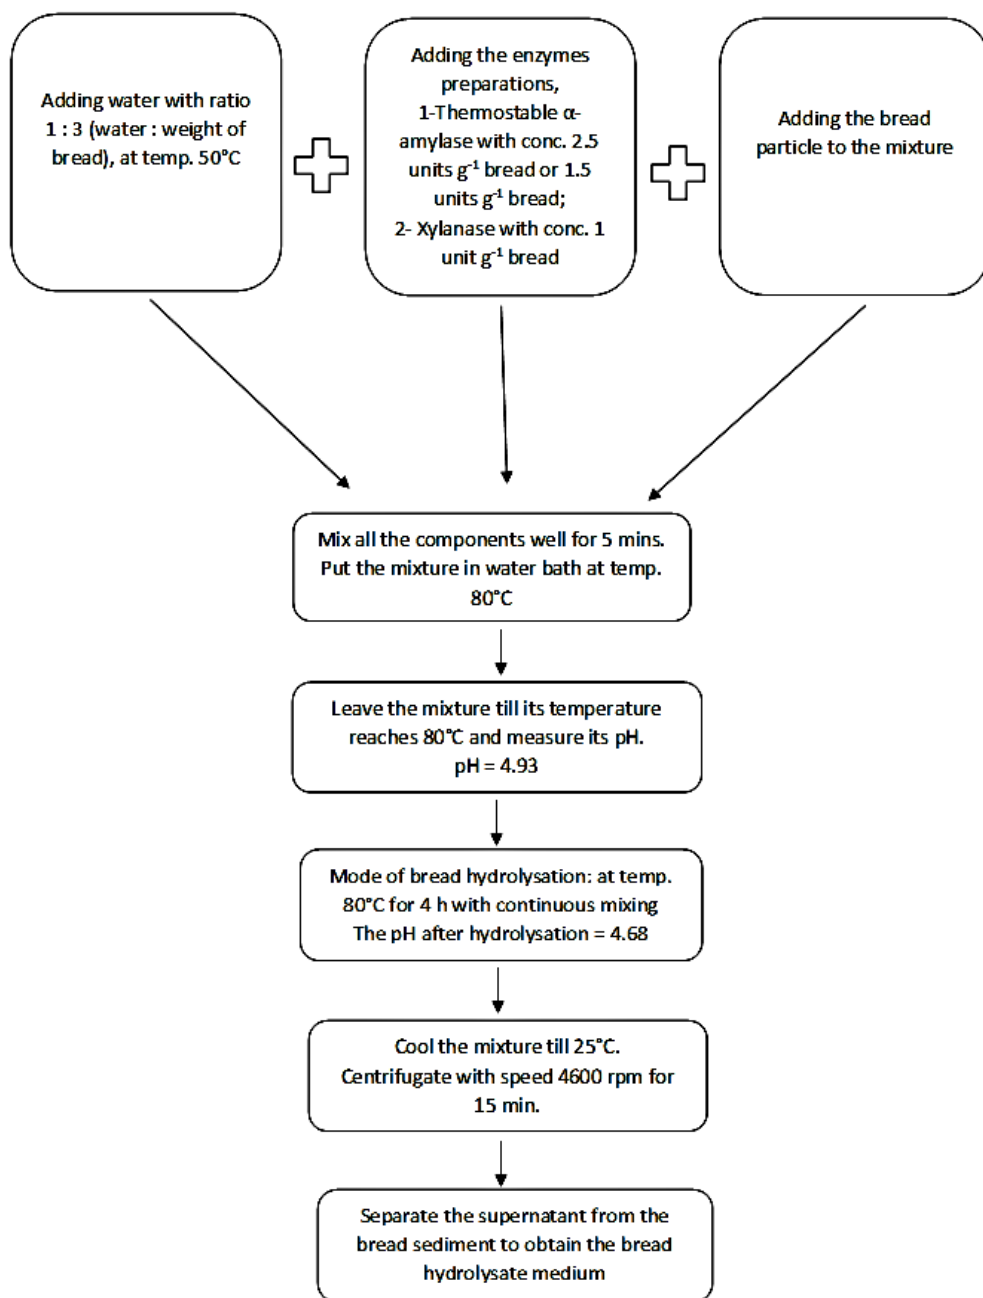 Adding water with ratio
1 : 3 (water : weight of
bread), at temp. 50°C
Adding the enzymes
preparations,
1-Thermostable α-
amylase with conc. 2.5
units g⁻¹ bread or 1.5
units g⁻¹ bread;
2- Xylanase with conc. 1
unit g⁻¹ bread
Adding the bread
particle to the mixture
Mix all the components well for 5 mins.
Put the mixture in water bath at temp.
80°C
Leave the mixture till its temperature
reaches 80°C and measure its pH.
pH = 4.93
Mode of bread hydrolysation: at temp.
80°C for 4 h with continuous mixing
The pH after hydrolysation = 4.68
Cool the mixture till 25°C.
Centrifugate with speed 4600 rpm for
15 min.
Separate the supernatant from the
bread sediment to obtain the bread
hydrolysate medium